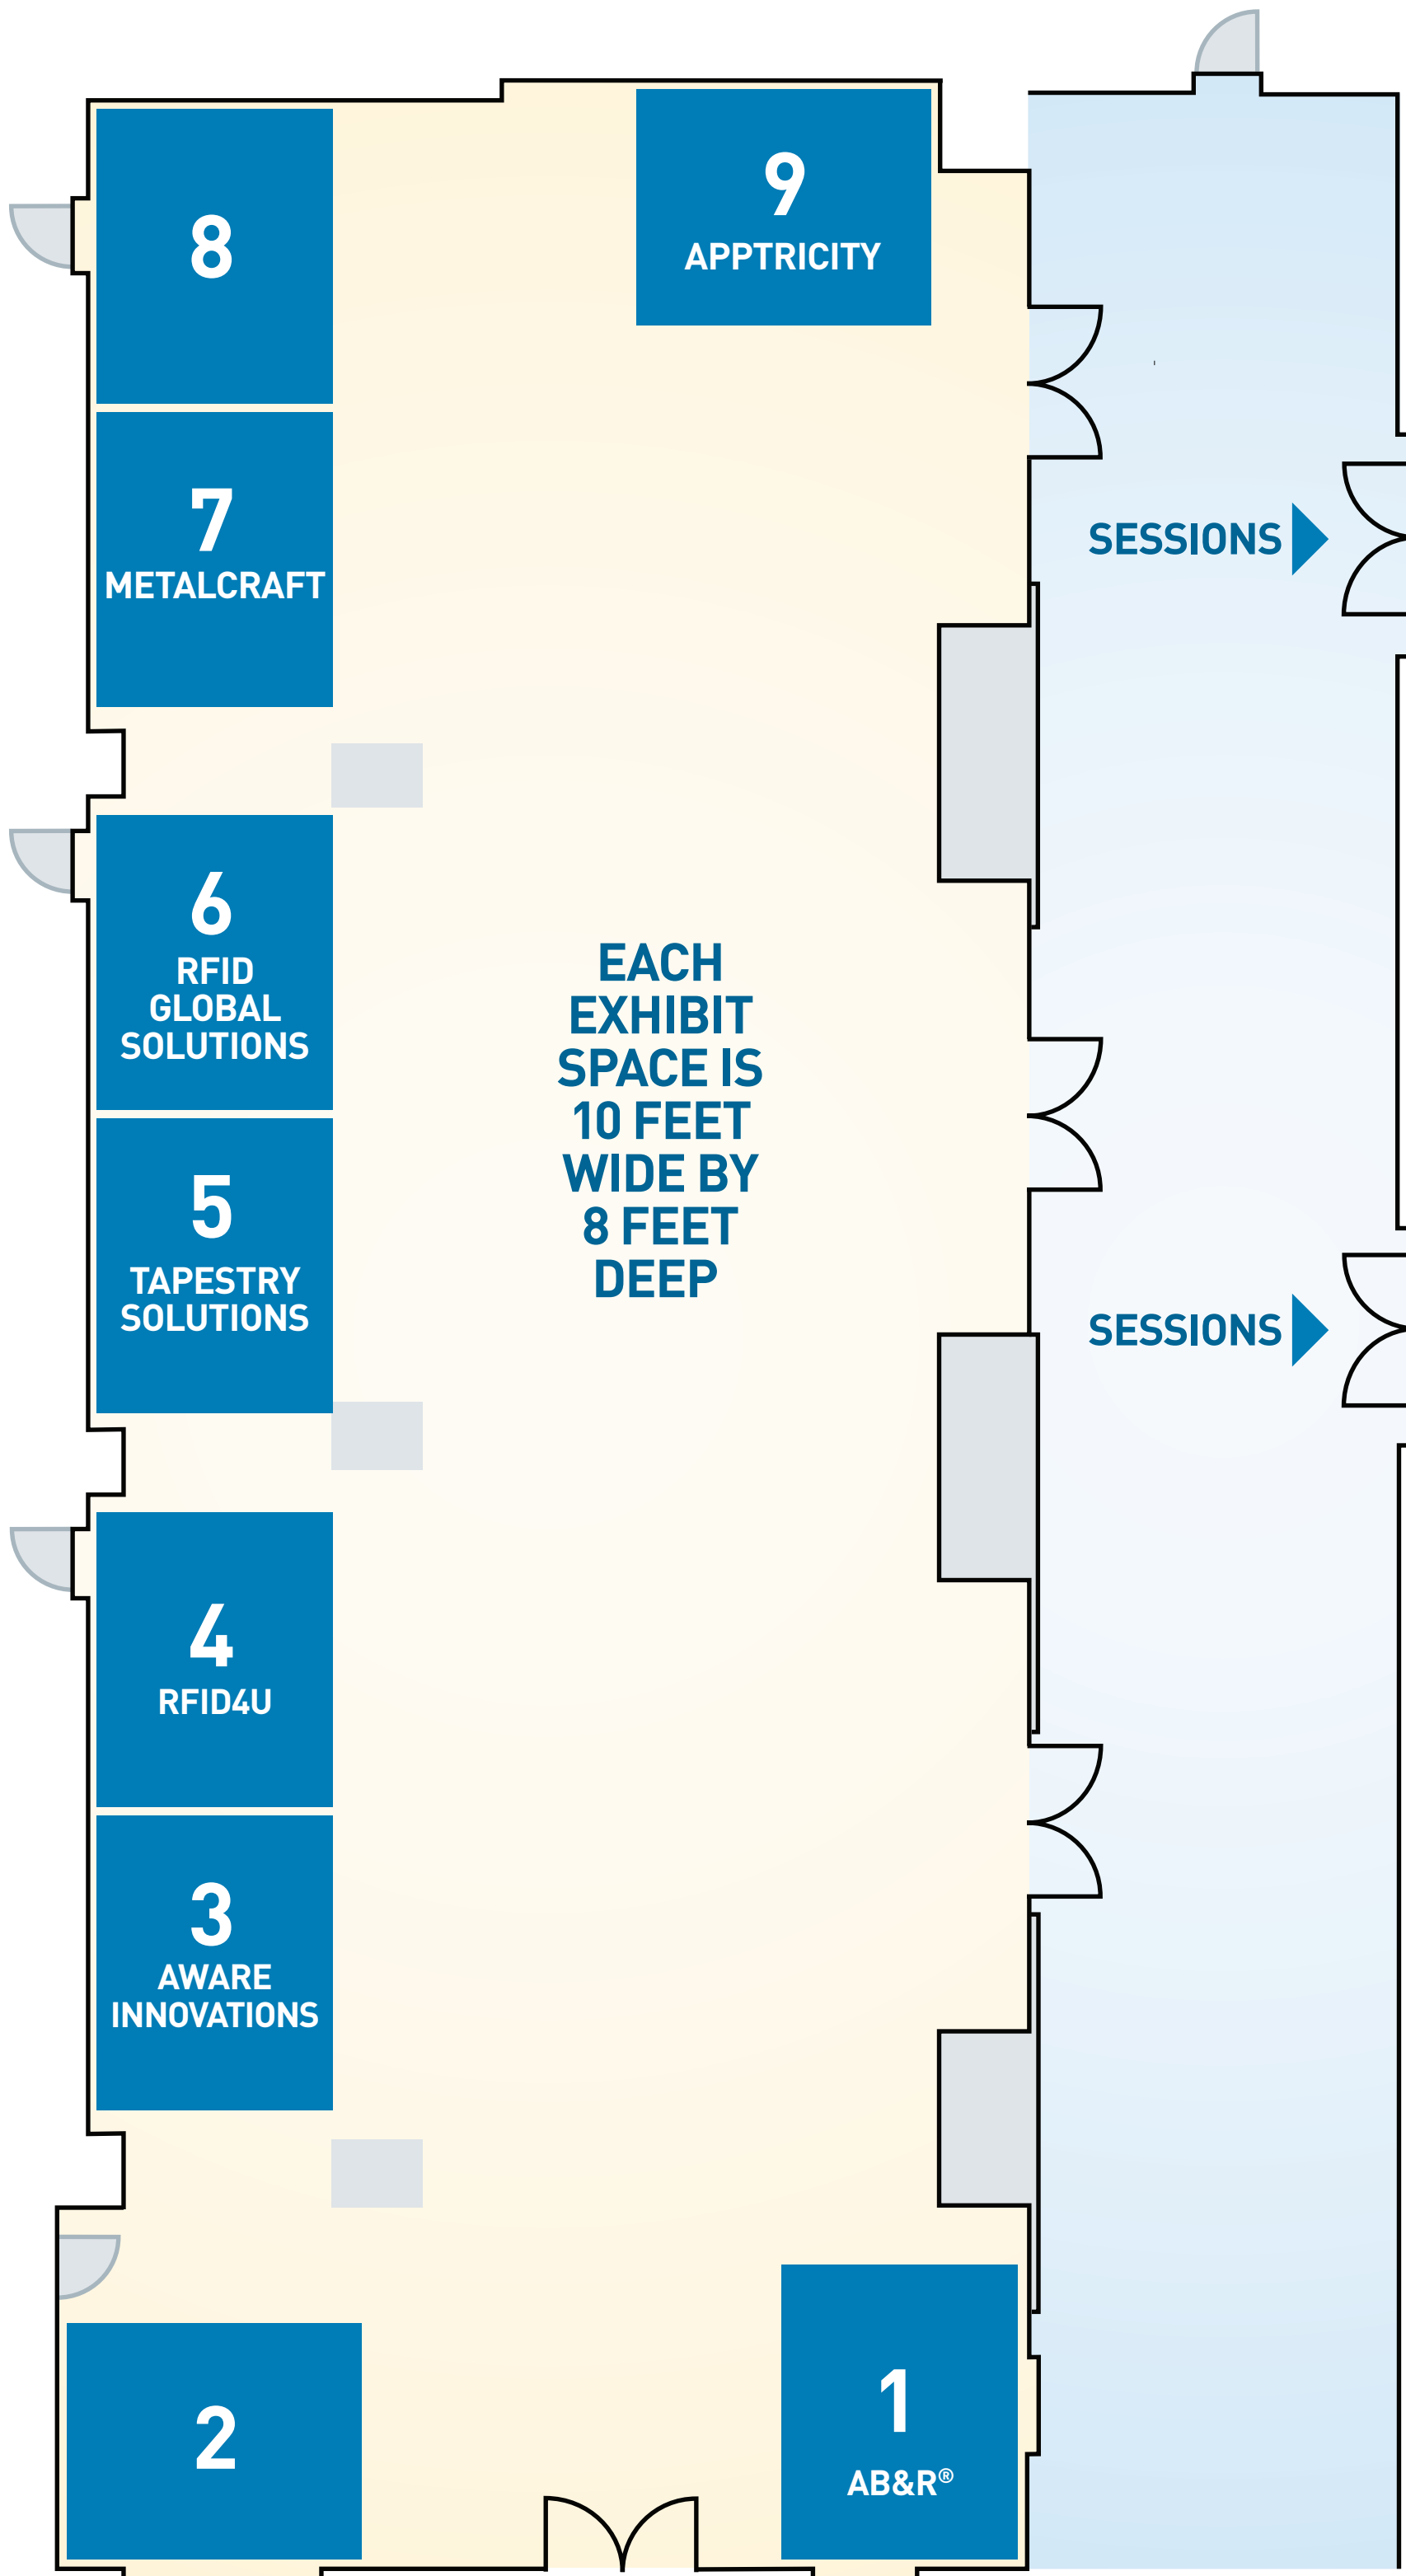 9
APPTRICITY
8
7
METALCRAFT
SESSIONS
6
RFID
GLOBAL
SOLUTIONS
EACH
EXHIBIT
SPACE IS
10 FEET
WIDE BY
8 FEET
DEEP
5
TAPESTRY
SOLUTIONS
SESSIONS
4
RFID4U
3
AWARE
INNOVATIONS
2
1
AB&R®